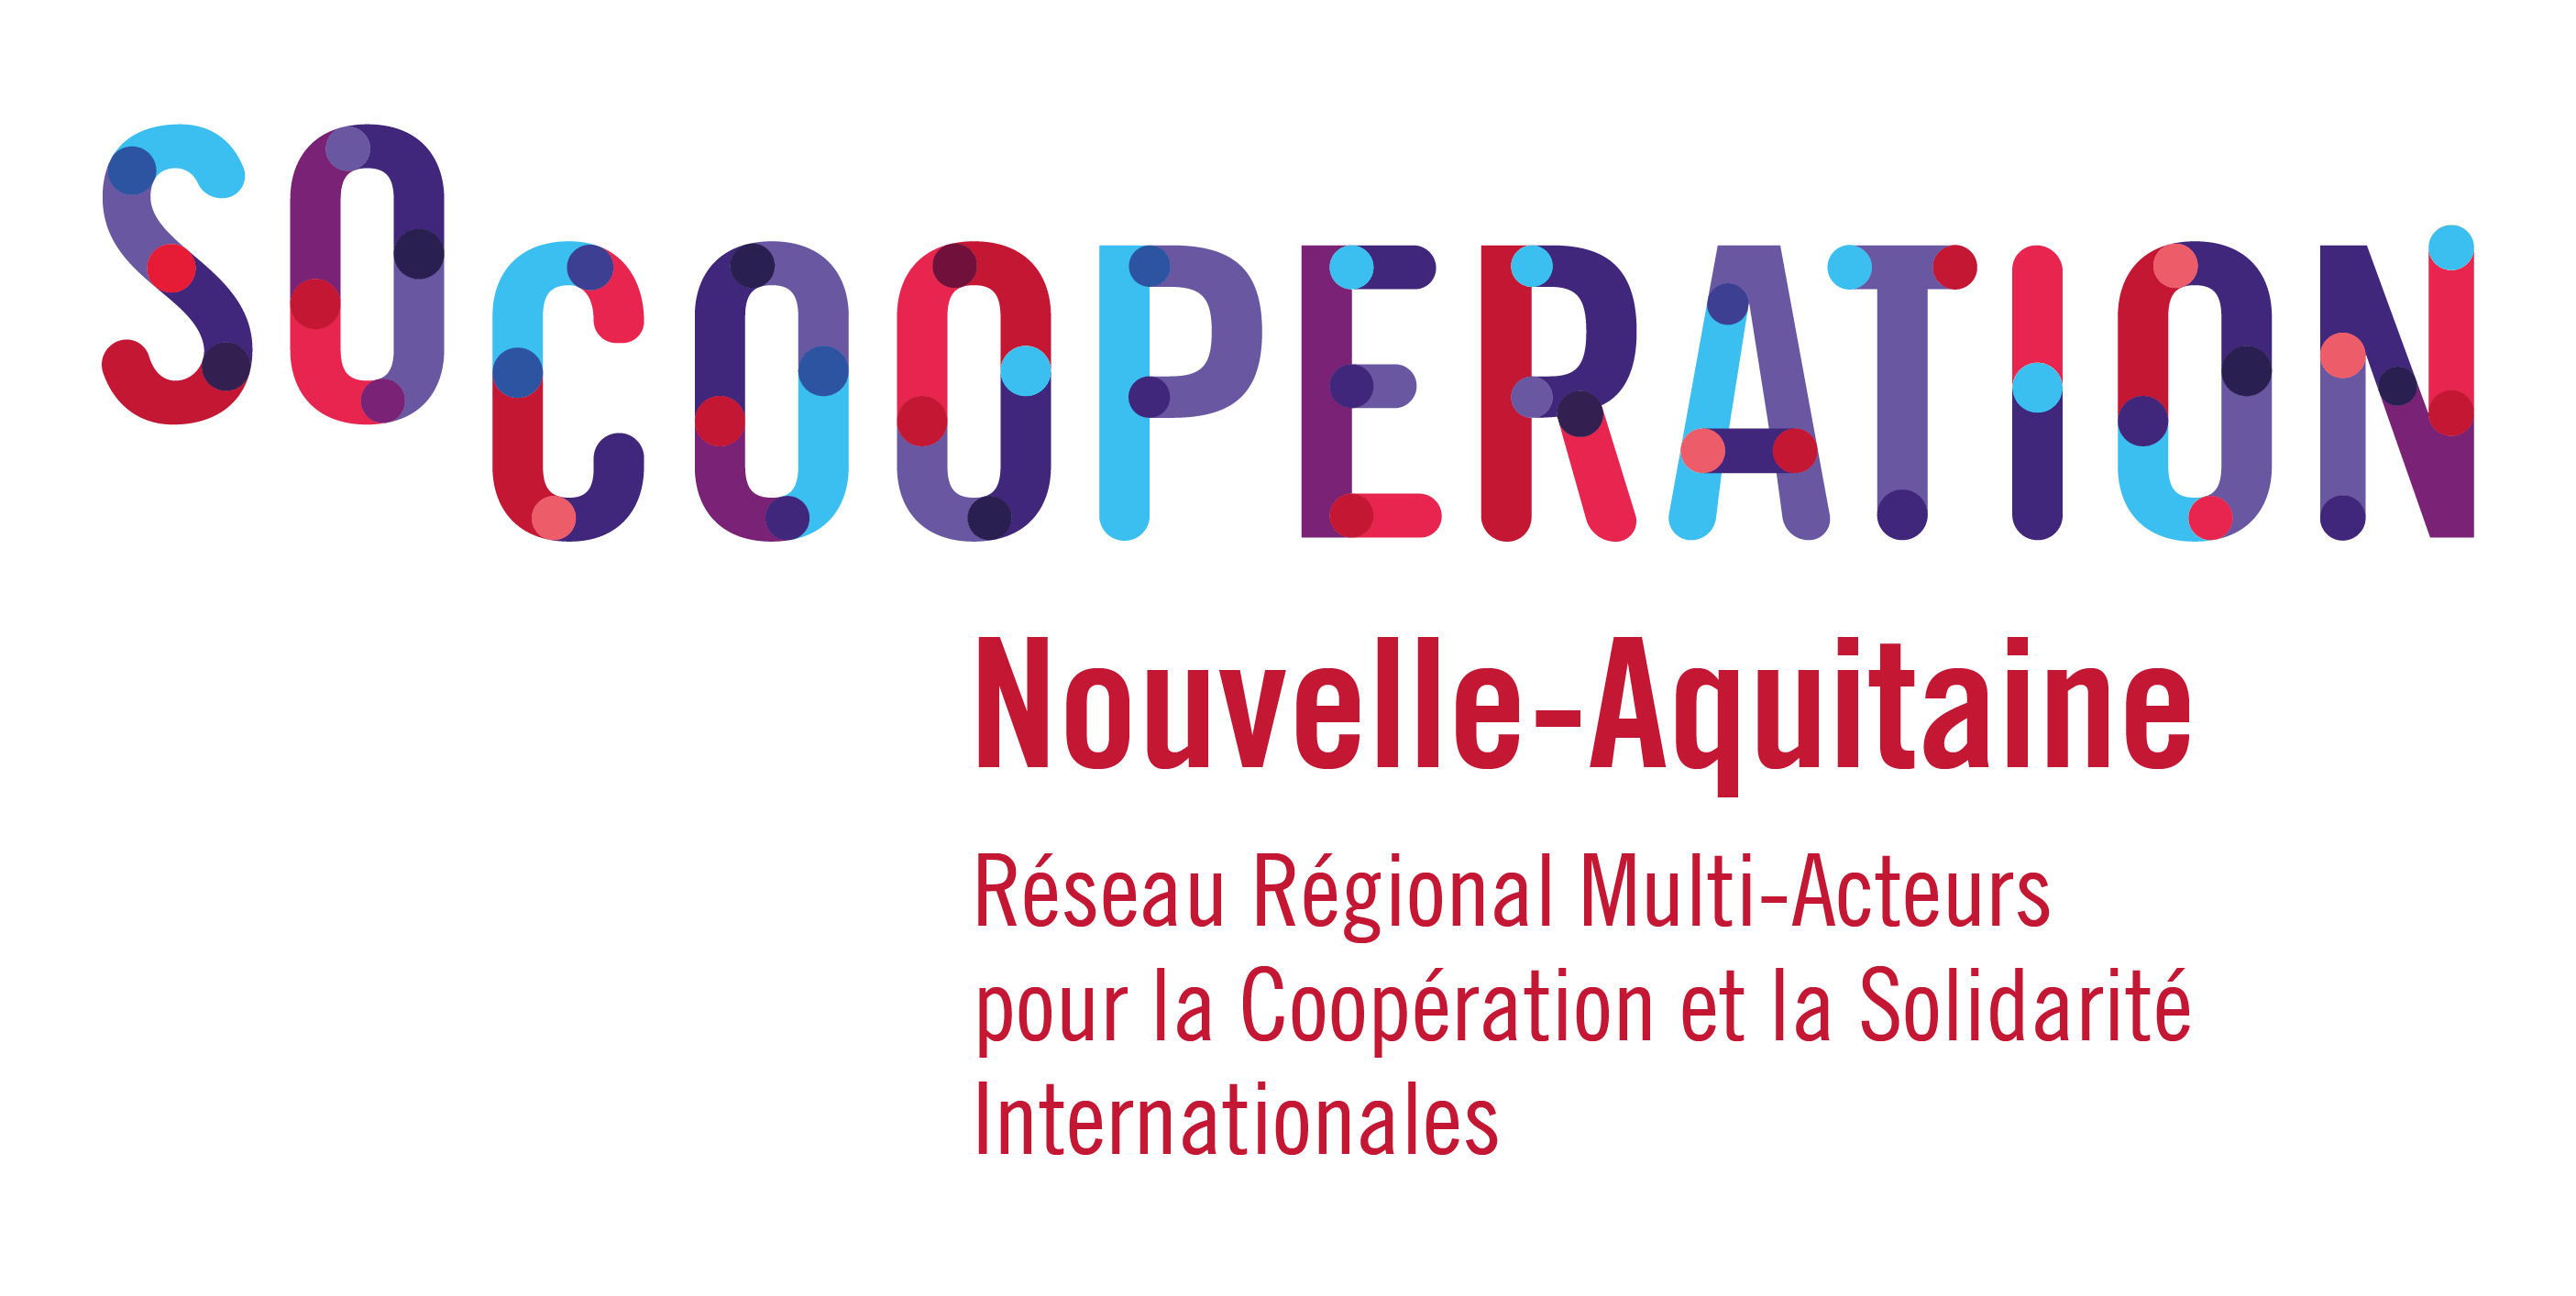 SOCOOPERATION
Nouvelle-Aquitaine
Réseau Régional Multi-Acteurs
pour la Coopération et la Solidarité
Internationales